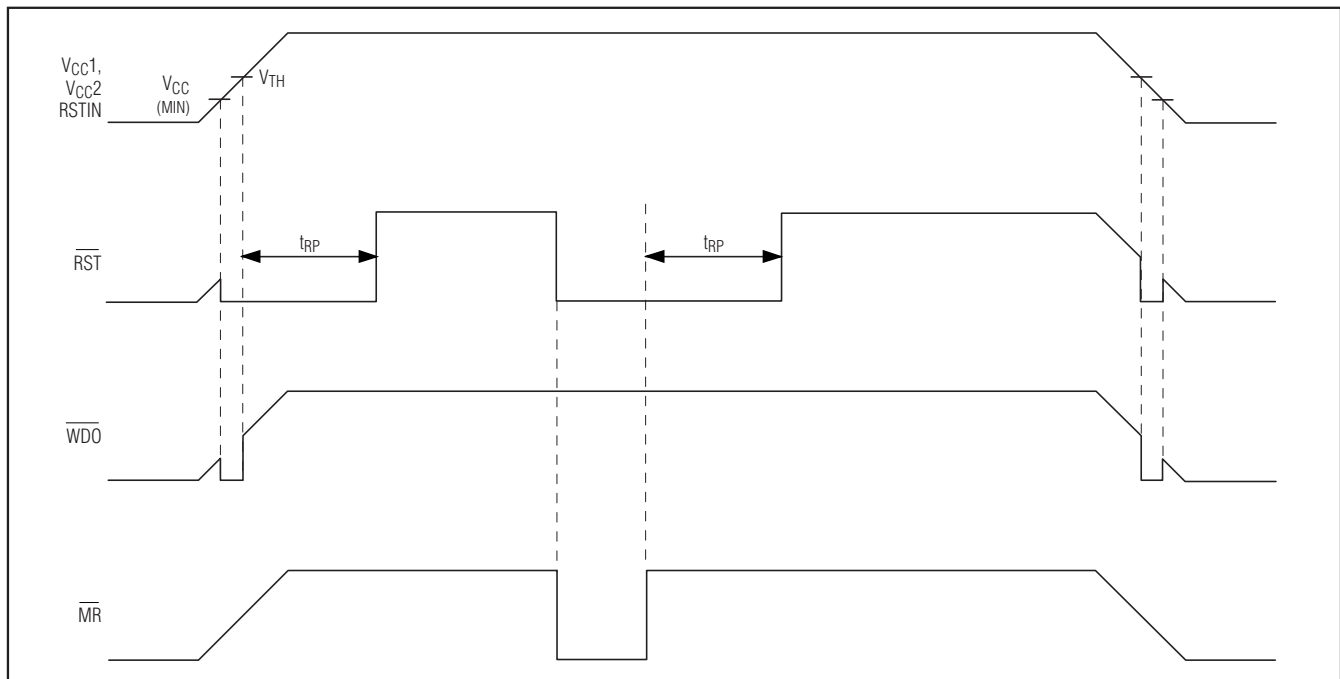 VCC1,
VCC2
RSTIN
VCC
(MIN)
VTH
RST
tRP
tRP
WDO
MR